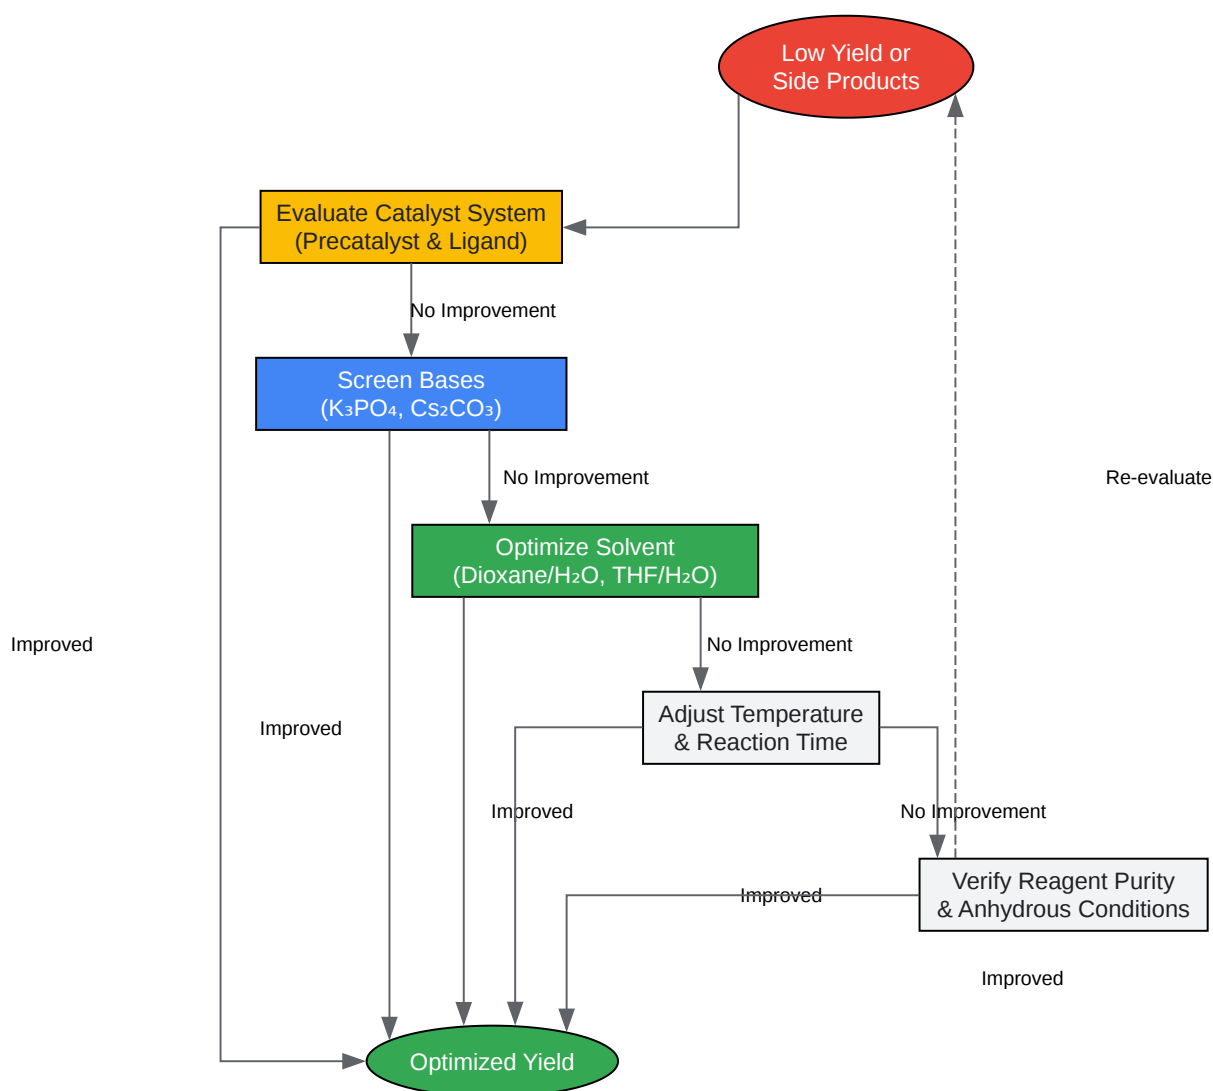 Low Yield or
Side Products
Evaluate Catalyst System
(Precatalyst & Ligand)
No Improvement
Screen Bases
(K₃PO₄, Cs₂CO₃)
No Improvement
Re-evaluate
Optimize Solvent
(Dioxane/H₂O, THF/H₂O)
Improved
No Improvement
Adjust Temperature
& Reaction Time
Improved
Improved
No Improvement
Verify Reagent Purity
& Anhydrous Conditions
Improved
Improved
Optimized Yield